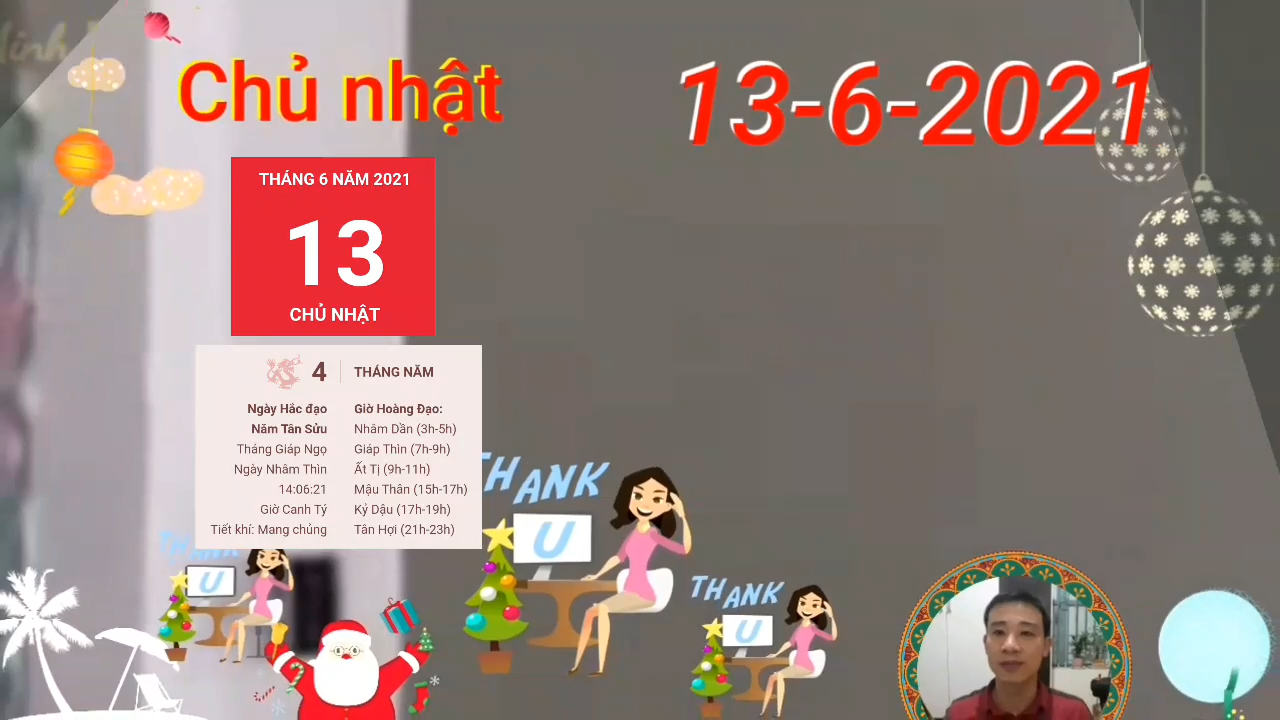 Chủ nhật
13-6-2021
THÁNG 6 NĂM 2021
13
CHỦ NHẬT
4
THÁNG NĂM
Ngày Hắc đạo
Năm Tân Sửu
Tháng Giáp Ngọ
Ngày Nhâm Thìn
14:06:21
Giờ Canh Tý
Tiết khí: Mang chủng
Giờ Hoàng Đạo:
Nhâm Dần (3h-5h)
Giáp Thìn (7h-9h)
Ất Tị (9h-11h)
Mậu Thân (15h-17h)
Kỷ Dậu (17h-19h)
Tân Hợi (21h-23h)
THANK
U
THANK
U
THANK
U